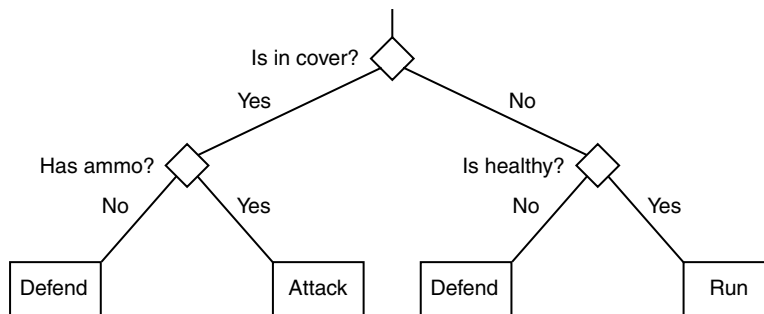 Is in cover?
Yes
No
Has ammo?
Is healthy?
No
Yes
No
Yes
Defend
Attack
Defend
Run